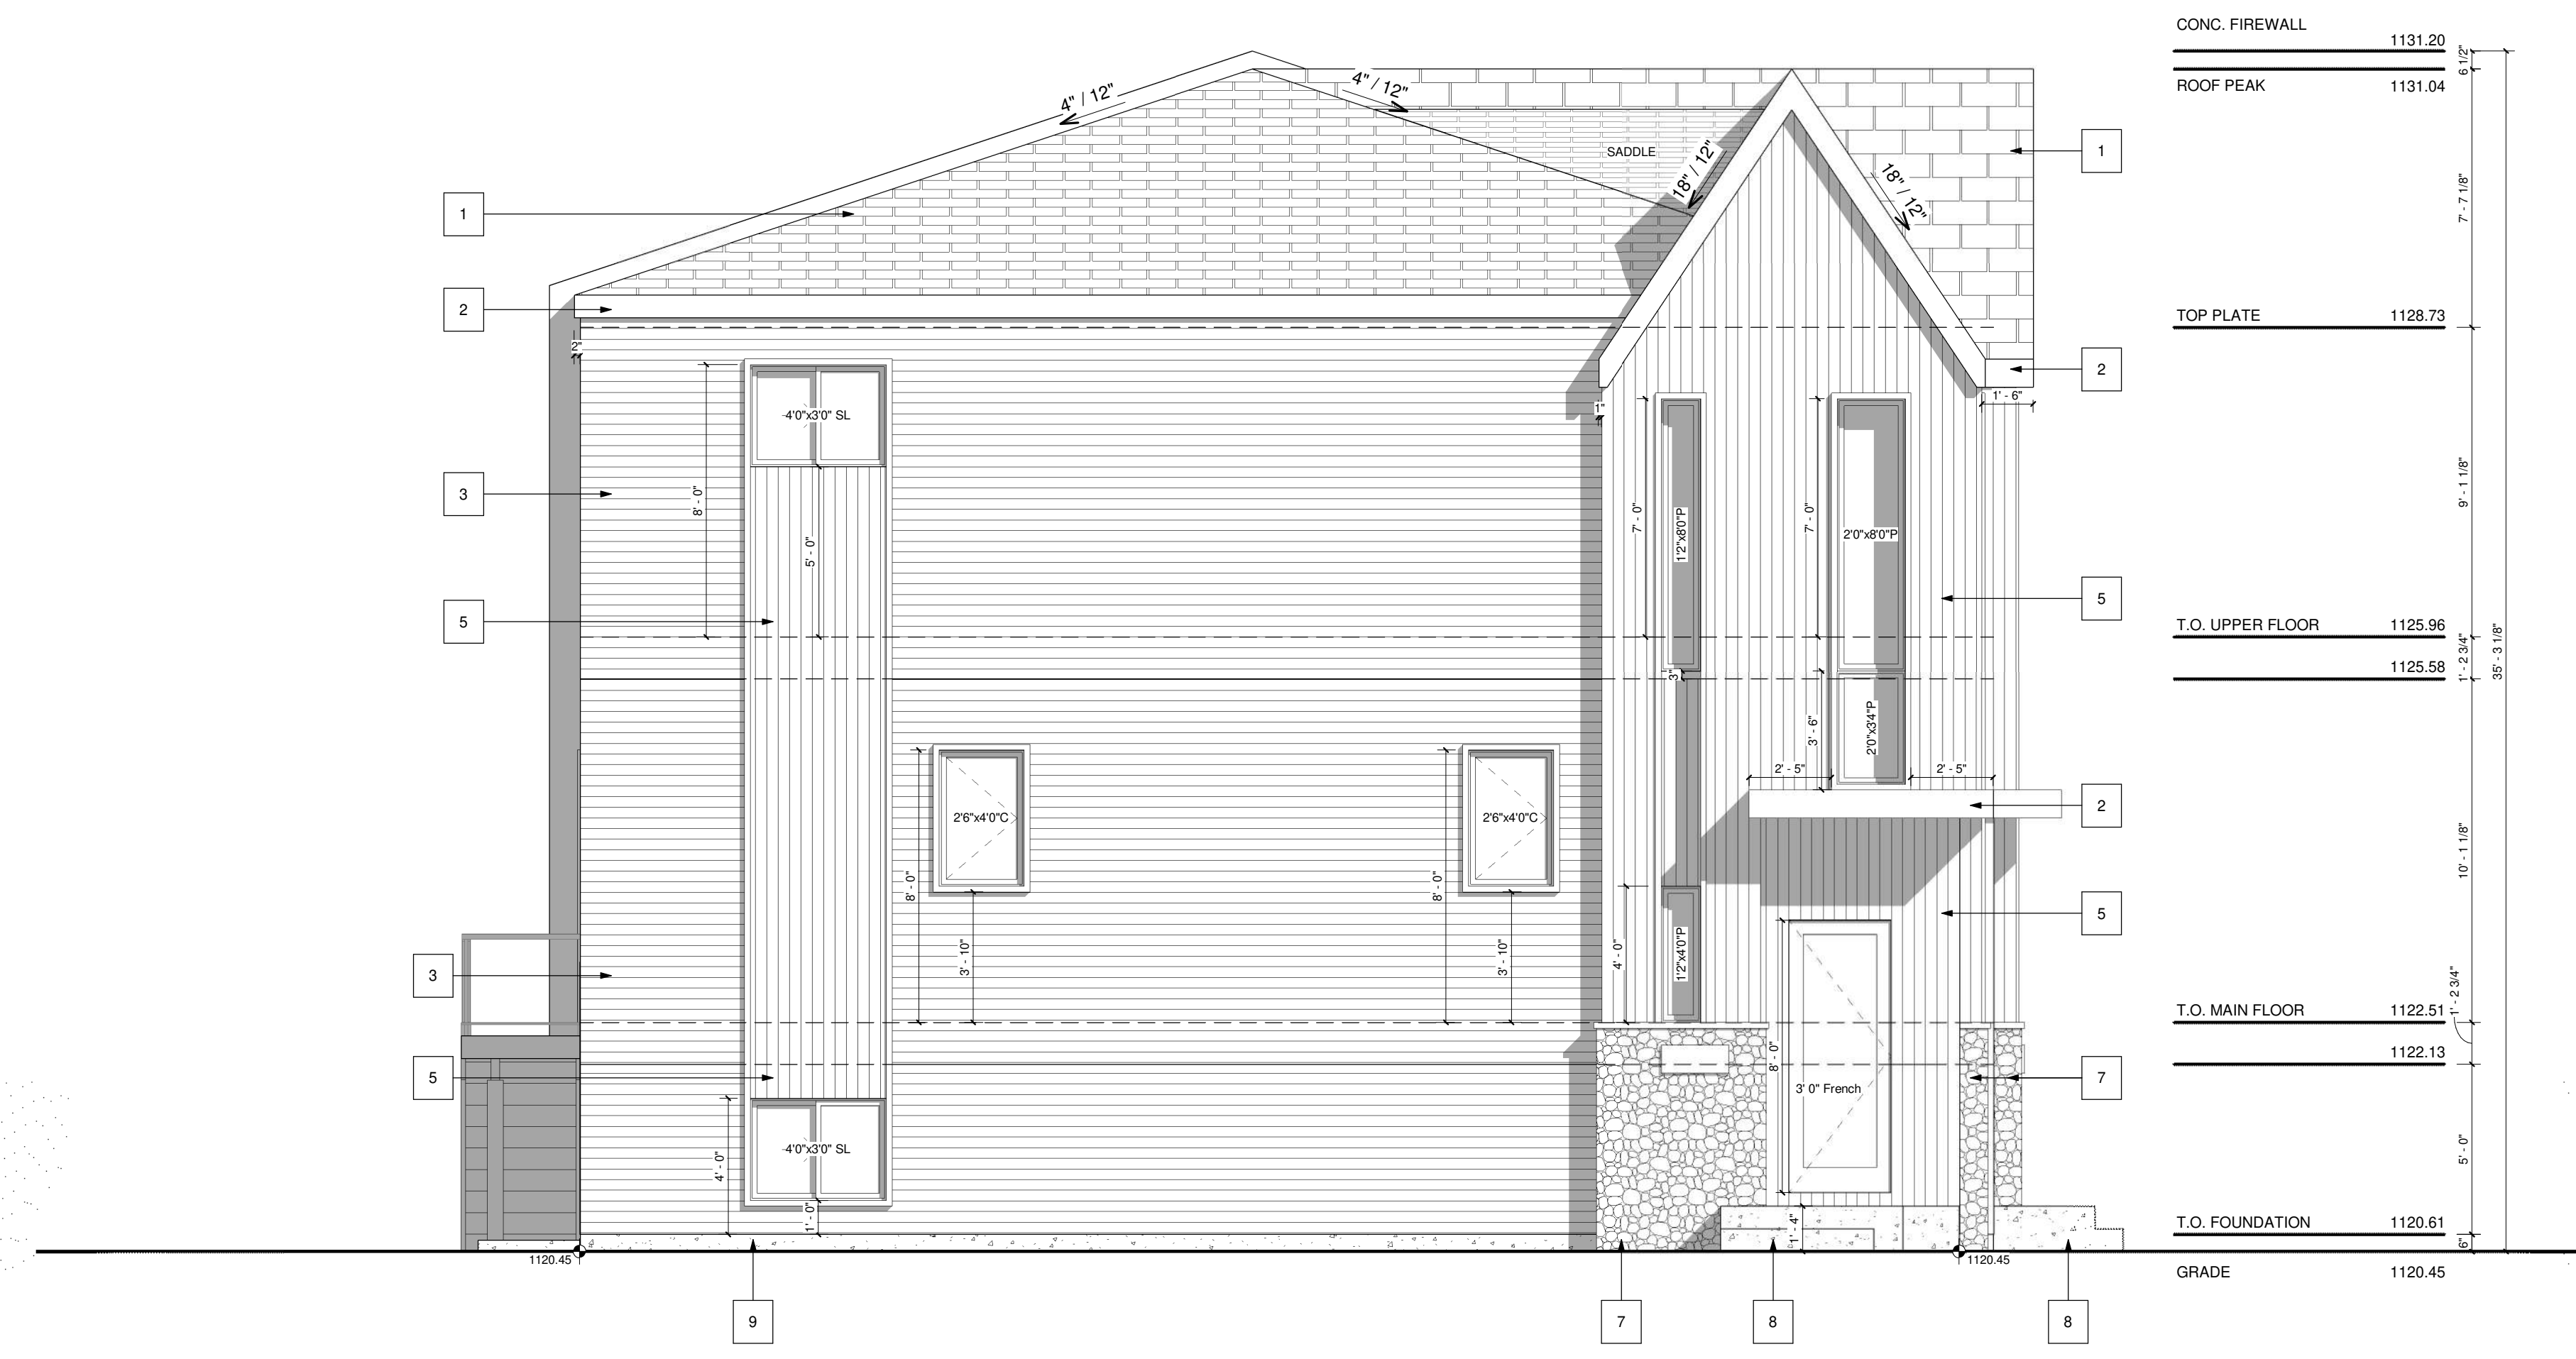 CONC. FIREWALL
1131.20
6 1/2"
ROOF PEAK 1131.04
4" / 12"
4" / 12"
SADDLE
18" / 12"
18" / 12"
1
1
7' - 7 1/8"
2
TOP PLATE 1128.73
2"
2
1' - 6"
1"
4'0"x3'0" SL
8' - 0"
5' - 0"
3
7' - 0"
1'2"x8'0"P
7' - 0"
2'0"x8'0"P
9' - 1 1/8"
5
5
T.O. UPPER FLOOR 1125.96
1' - 2 3/4"
35' - 3 1/8"
1125.58
3"
3' - 6"
2'0"x3'4"P
2' - 5"
2' - 5"
2
2'6"x4'0"C
2'6"x4'0"C
8' - 0"
8' - 0"
10' - 1 1/8"
5
3' - 10"
3' - 10"
4' - 0"
1'2"x4'0"P
3
T.O. MAIN FLOOR 1122.51
1' - 2 3/4"
1122.13
5
8' - 0"
3' 0" French
7
4'0"x3'0" SL
4' - 0"
1' - 0"
5' - 0"
1' - 4"
T.O. FOUNDATION 1120.61
6"
1120.45
1120.45
GRADE 1120.45
9
7
8
8